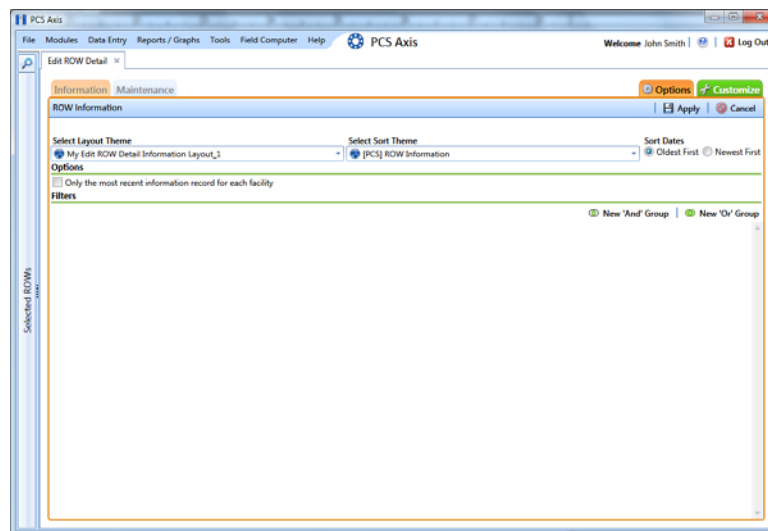 PCS Axis
File Modules Data Entry Reports / Graphs Tools Field Computer Help PCS Axis Welcome John Smith | | Log Out
Edit ROW Detail ×
Information Maintenance Options Customize
ROW Information | Apply | Cancel
Select Layout Theme Select Sort Theme Sort Dates
My Edit ROW Detail Information Layout_1 [PCS] ROW Information Oldest First Newest First
Options
Only the most recent information record for each facility
Filters
New 'And' Group | New 'Or' Group
Selected ROWs